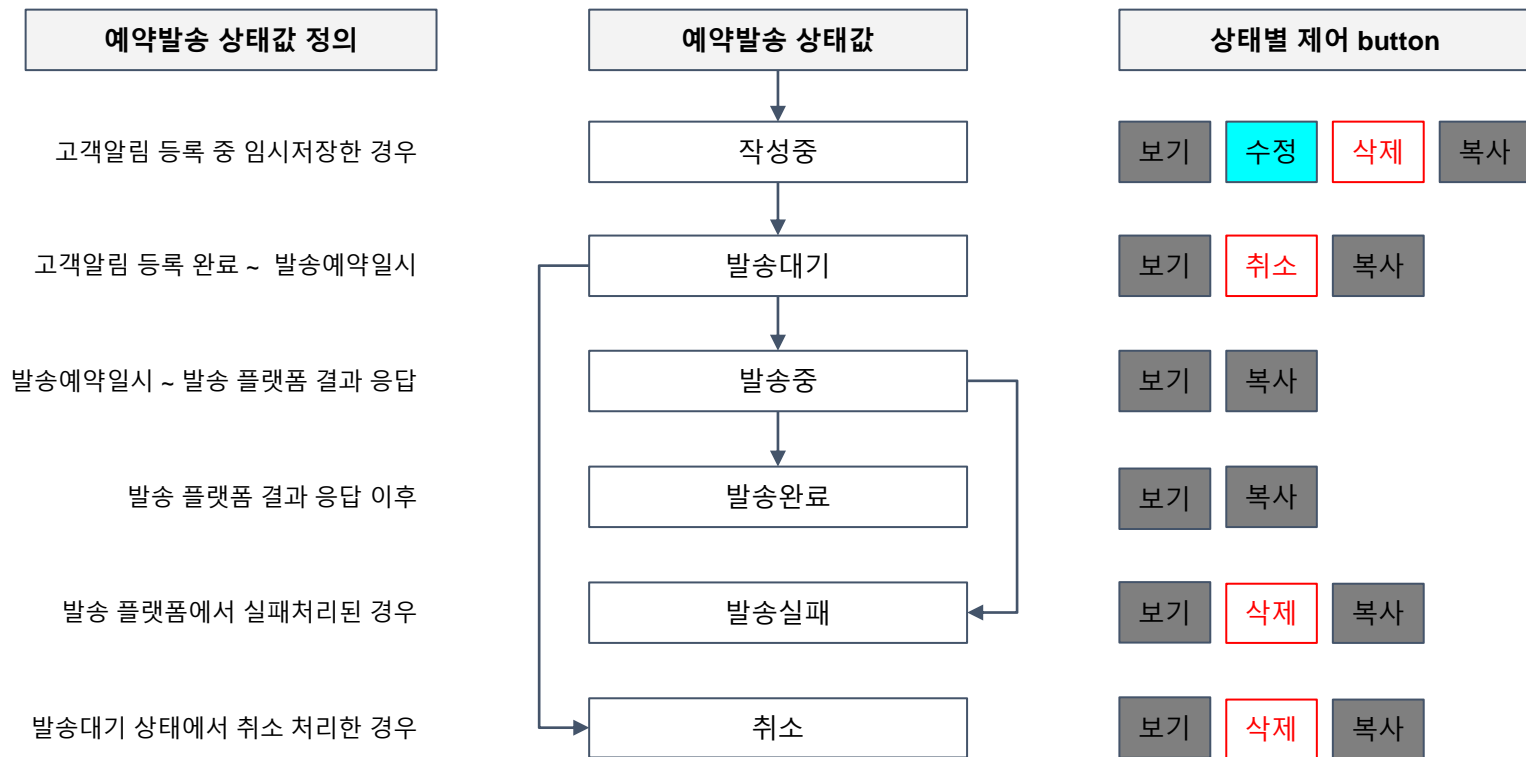 예약발송 상태값 정의
예약발송 상태값
상태별 제어 button
고객알림 등록 중 임시저장한 경우
작성중
보기 수정 삭제 복사
고객알림 등록 완료 ~ 발송예약일시
발송대기
보기 취소 복사
발송예약일시 ~ 발송 플랫폼 결과 응답
발송중
보기 복사
발송 플랫폼 결과 응답 이후
발송완료
보기 복사
발송 플랫폼에서 실패처리된 경우
발송실패
보기 삭제 복사
발송대기 상태에서 취소 처리한 경우
취소
보기 삭제 복사